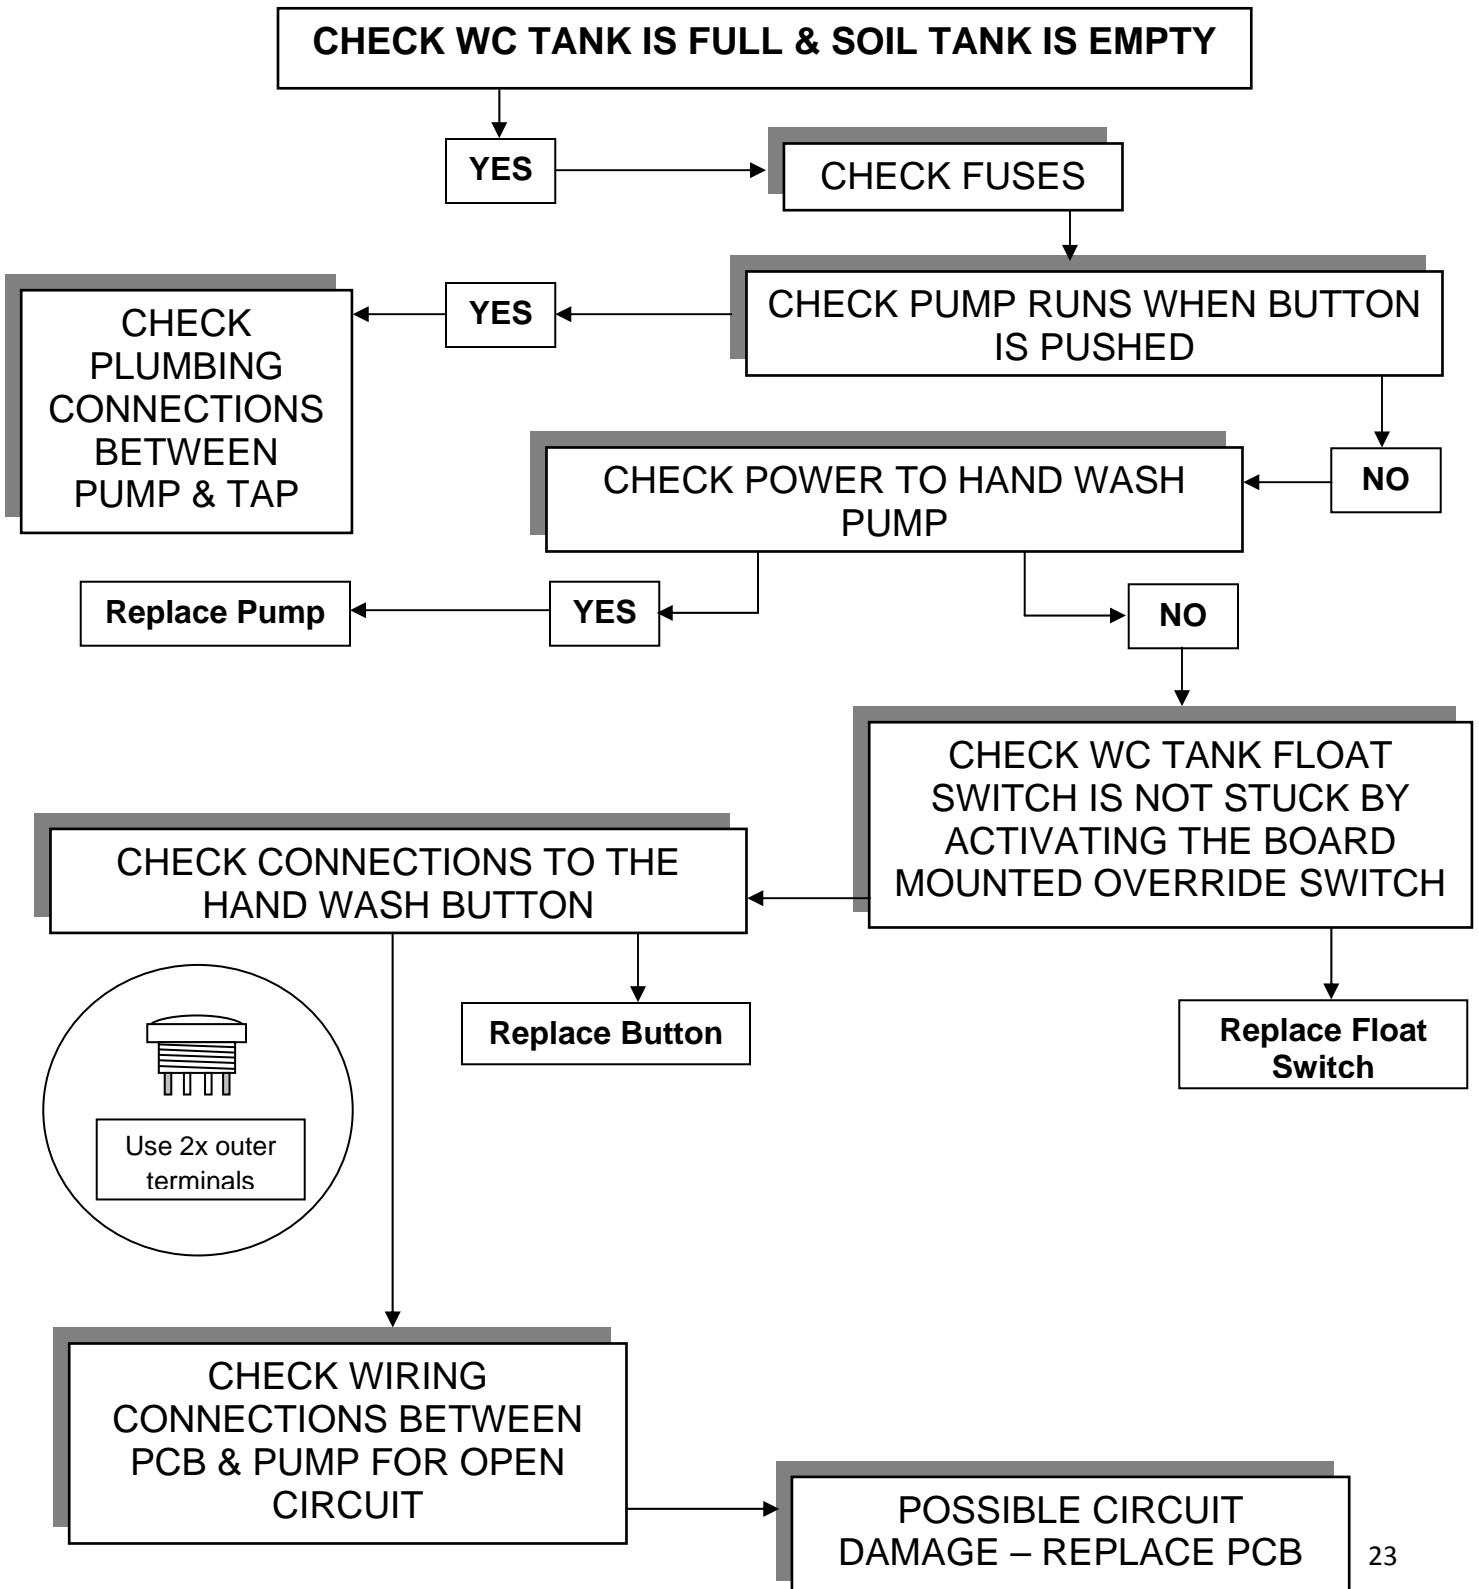 CHECK WC TANK IS FULL & SOIL TANK IS EMPTY
YES
CHECK FUSES
CHECK PUMP RUNS WHEN BUTTON
IS PUSHED
YES
CHECK
PLUMBING
CONNECTIONS
BETWEEN
PUMP & TAP
NO
CHECK POWER TO HAND WASH
PUMP
YES
Replace Pump
NO
CHECK WC TANK FLOAT
SWITCH IS NOT STUCK BY
ACTIVATING THE BOARD
MOUNTED OVERRIDE SWITCH
CHECK CONNECTIONS TO THE
HAND WASH BUTTON
Replace Button
Replace Float
Switch
Use 2x outer
terminals
CHECK WIRING
CONNECTIONS BETWEEN
PCB & PUMP FOR OPEN
CIRCUIT
POSSIBLE CIRCUIT
DAMAGE – REPLACE PCB
23